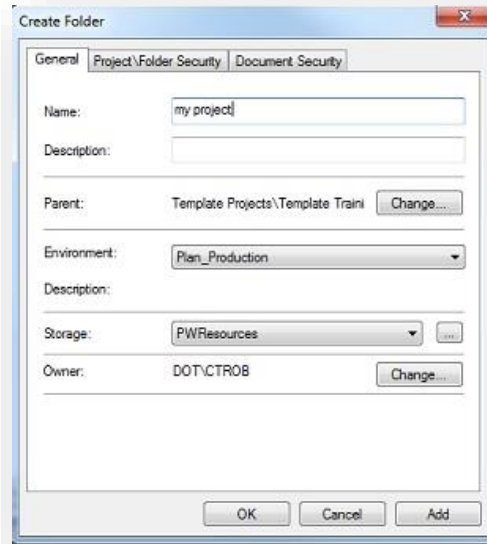 Create Folder
General Project\Folder Security Document Security
Name: my project
Description:
Parent: Template Projects\Template Traini Change...
Environment: Plan_Production
Description:
Storage: PWResources ...
Owner: DOT\CTROB Change...
OK Cancel Add